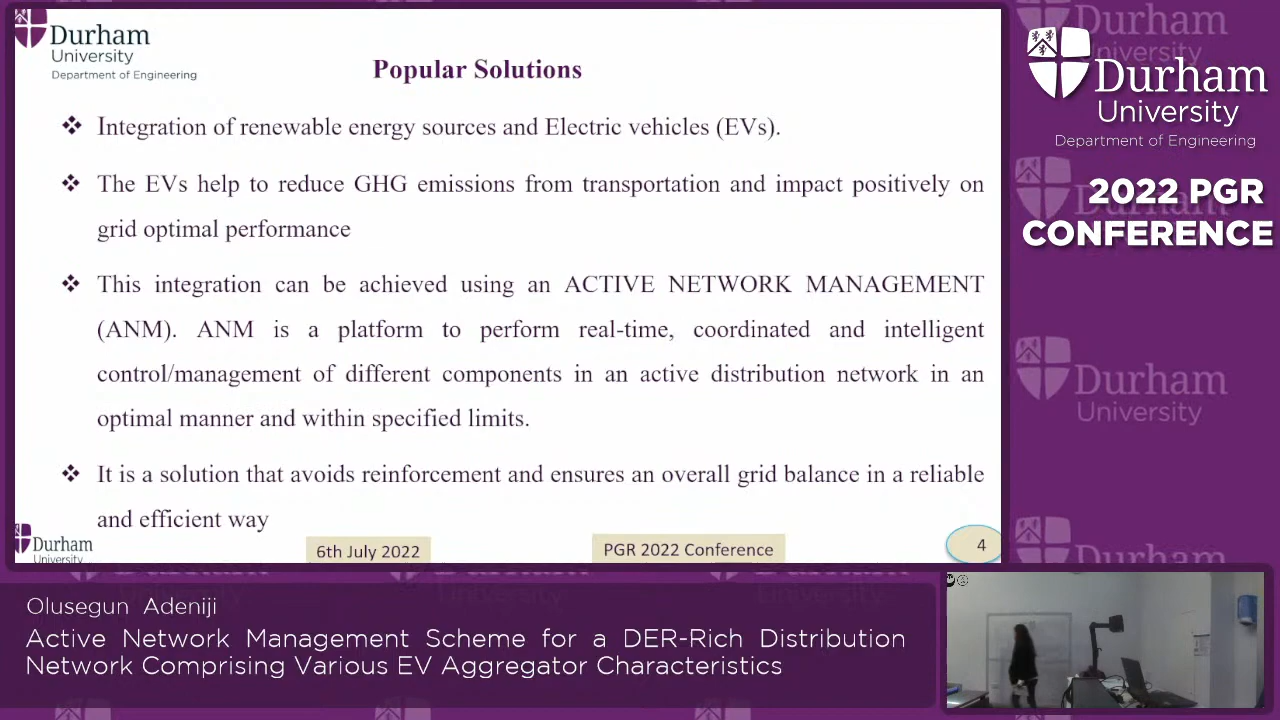 Durham
University
Department of Engineering
Popular Solutions
Integration of renewable energy sources and Electric vehicles (EVs).
The EVs help to reduce GHG emissions from transportation and impact positively on
grid optimal performance
This integration can be achieved using an ACTIVE NETWORK MANAGEMENT
(ANM). ANM is a platform to perform real-time, coordinated and intelligent
control/management of different components in an active distribution network in an
optimal manner and within specified limits.
It is a solution that avoids reinforcement and ensures an overall grid balance in a reliable
and efficient way
Durham
University
6th July 2022
PGR 2022 Conference
4
Durham
University
Department of Engineering
2022 PGR
CONFERENCE
Durham
University
Durham
Olusegun Adeniji
Active Network Management Scheme for a DER-Rich Distribution
Network Comprising Various EV Aggregator Characteristics